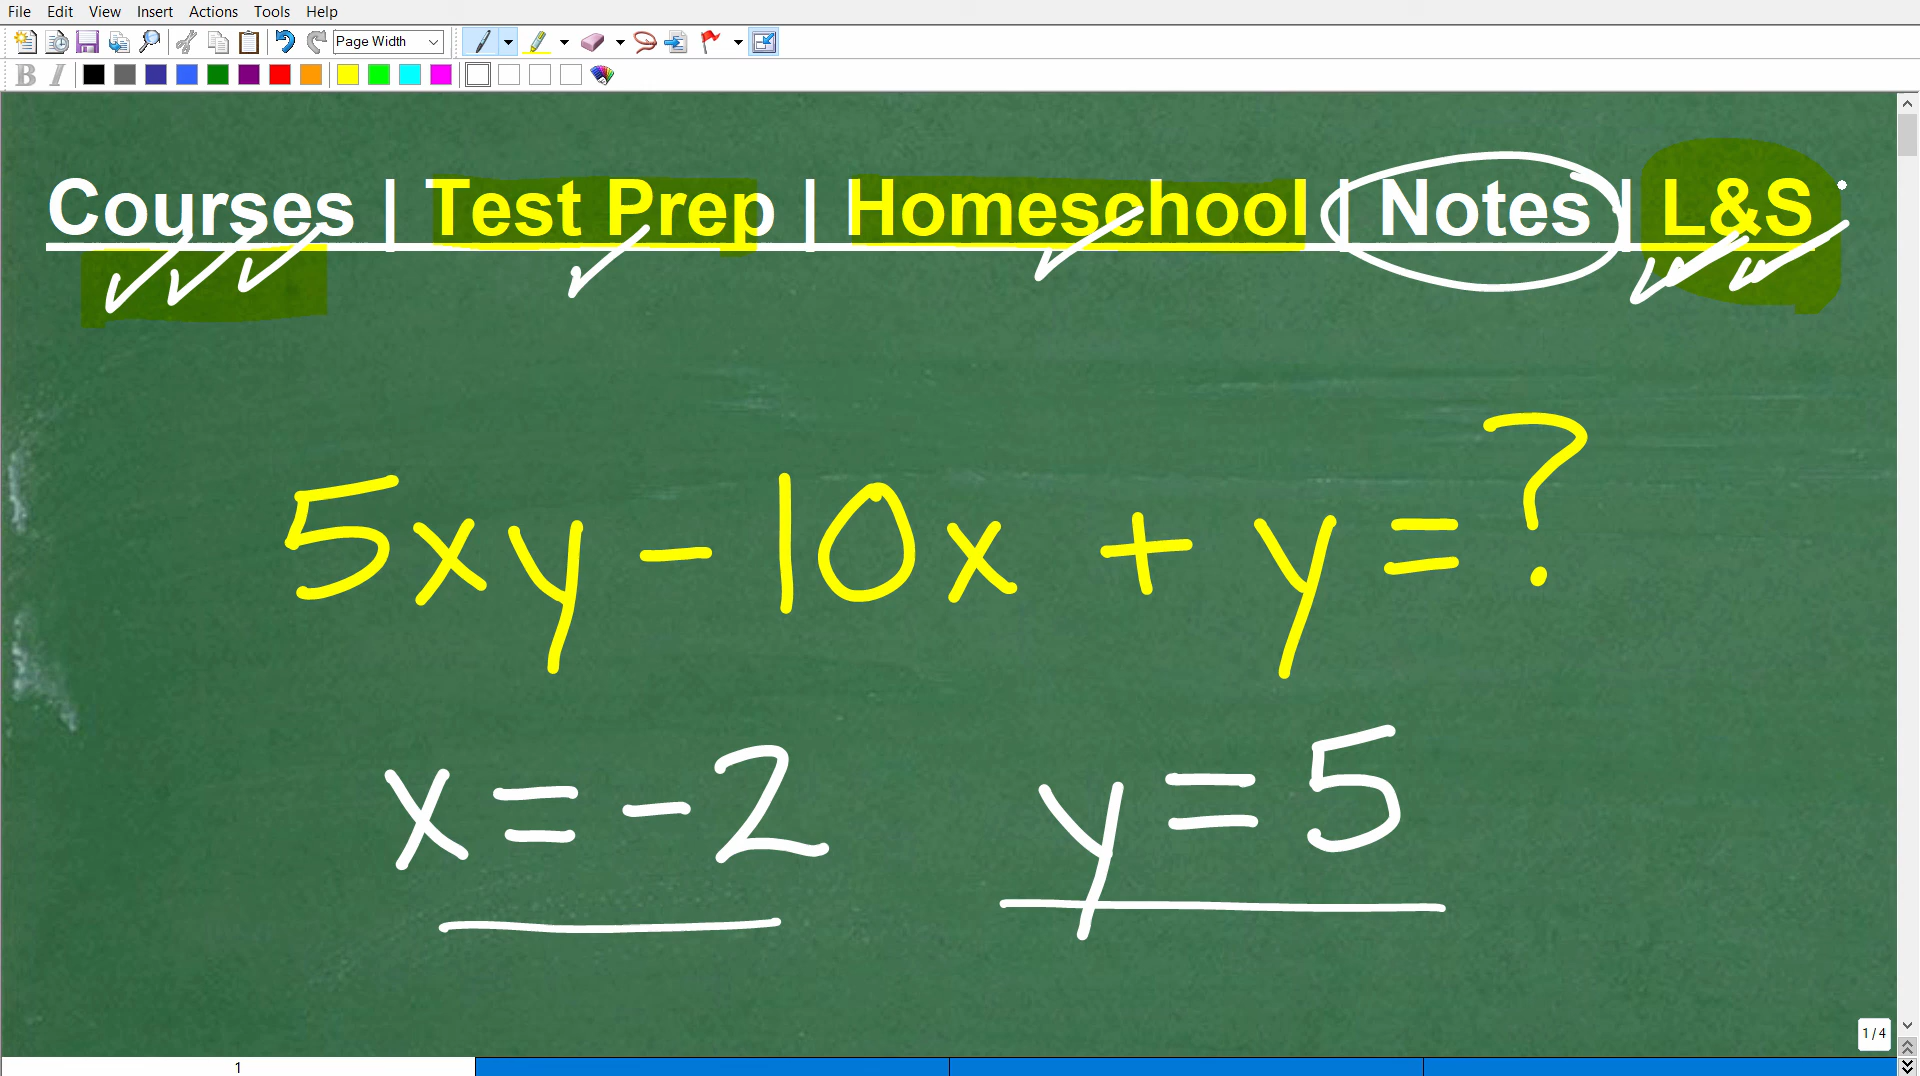 File Edit View Insert Actions Tools Help
Page Width
B I
Courses | Test Prep | Homeschool | Notes | L&S
5xy - 10x + y = ?
x = -2 y = 5
1 / 4
1